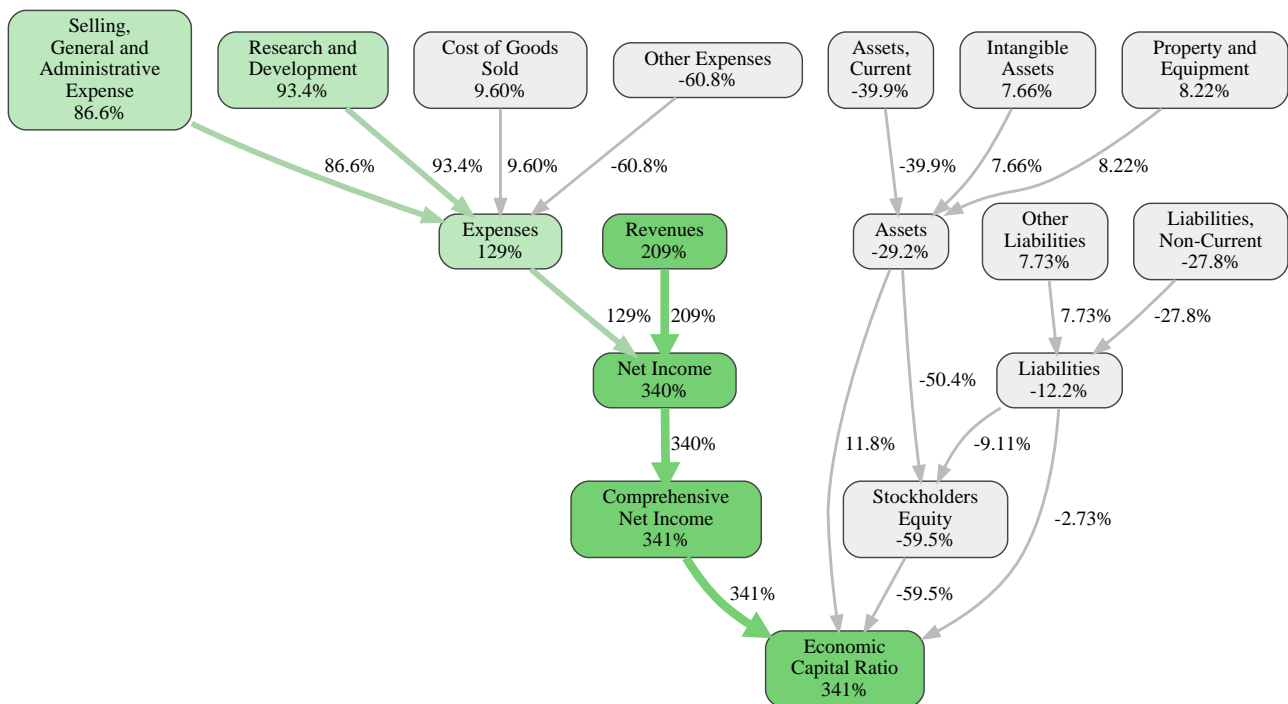 Selling,
General and
Administrative
Expense
86.6%
Research and
Development
93.4%
Cost of Goods
Sold
9.60%
Other Expenses
-60.8%
Assets,
Current
-39.9%
Intangible
Assets
7.66%
Property and
Equipment
8.22%
86.6%
93.4%
9.60%
-60.8%
-39.9%
7.66%
8.22%
Expenses
129%
Revenues
209%
Assets
-29.2%
Other
Liabilities
7.73%
Liabilities,
Non-Current
-27.8%
129%
209%
7.73%
-27.8%
Net Income
340%
-50.4%
Liabilities
-12.2%
340%
11.8%
-9.11%
Comprehensive
Net Income
341%
Stockholders
Equity
-59.5%
-2.73%
341%
-59.5%
Economic
Capital Ratio
341%